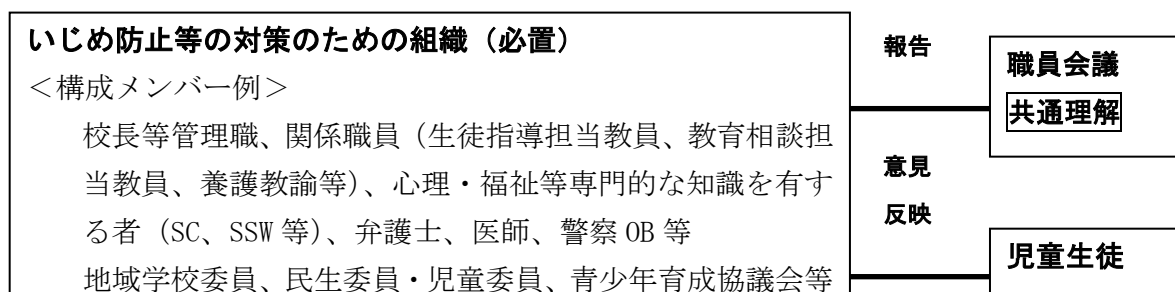 いじめ防止等の対策のための組織（必置）
＜構成メンバー例＞
校長等管理職、関係職員（生徒指導担当教員、教育相談担
当教員、養護教諭等）、心理・福祉等専門的な知識を有す
る者（SC、SSW 等）、弁護士、医師、警察 OB 等
地域学校委員、民生委員・児童委員、青少年育成協議会等
報告
意見
反映
職員会議
共通理解
児童生徒